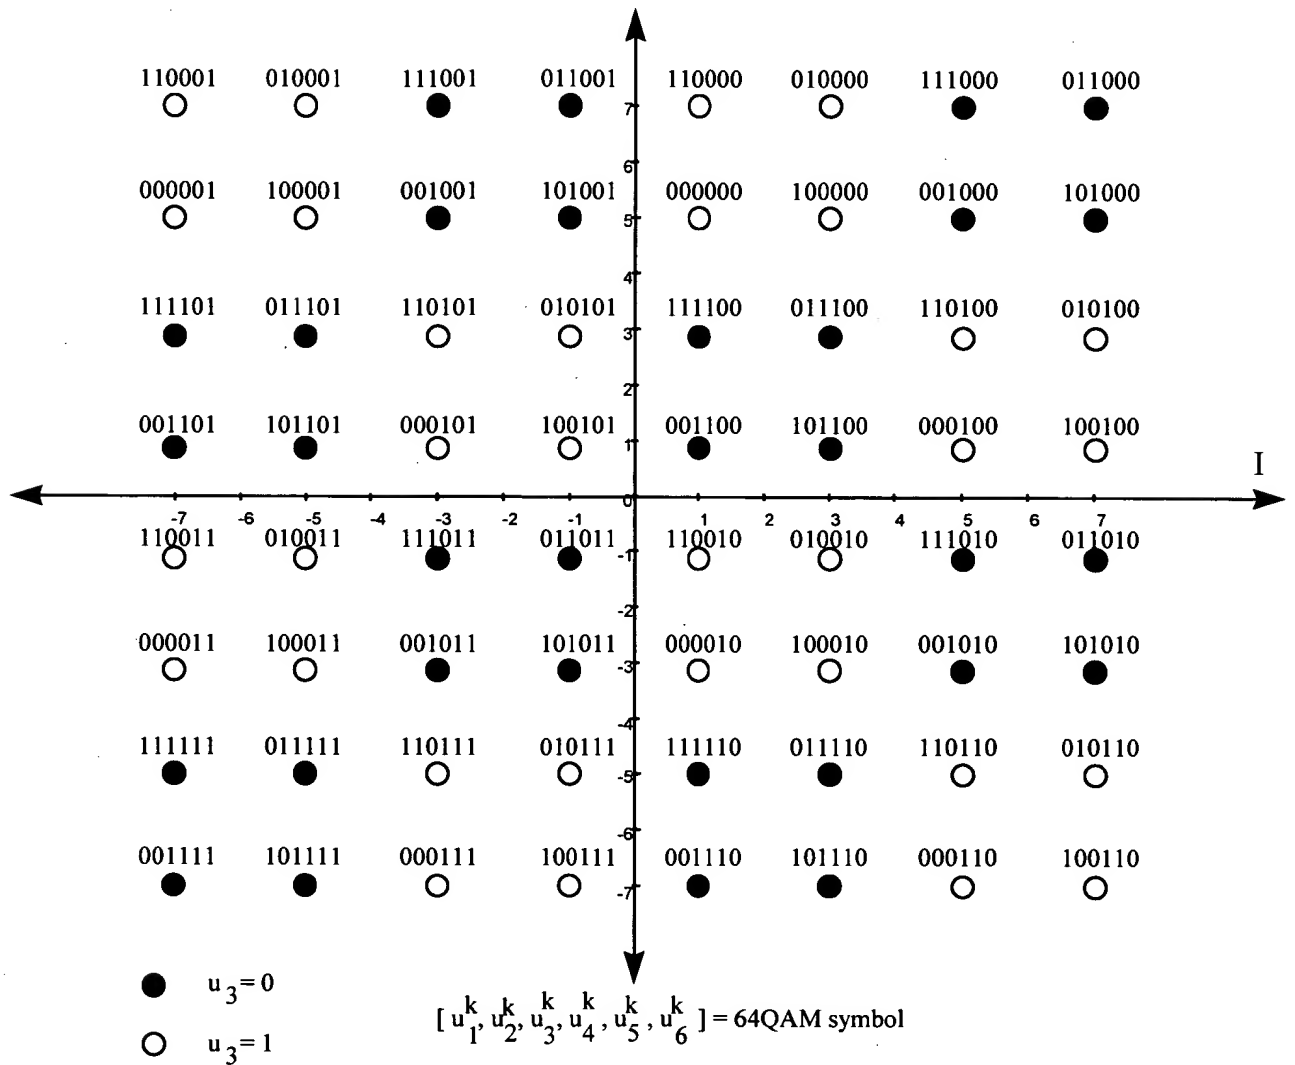 110001 010001 111001 011001 110000 010000 111000 011000
7
6
000001 100001 001001 101001 000000 100000 001000 101000
5
4
111101 011101 110101 010101 111100 011100 110100 010100
3
2
001101 101101 000101 100101 001100 101100 000100 100100
1
I
0
-7 -6 -5 -4 -3 -2 -1 1 2 3 4 5 6 7
110011 010011 111011 011011 110010 010010 111010 011010
-1
-2
000011 100011 001011 101011 000010 100010 001010 101010
-3
-4
111111 011111 110111 010111 111110 011110 110110 010110
-5
-6
001111 101111 000111 100111 001110 101110 000110 100110
-7
u3=0
[ u1k, u2k, u3k, u4k, u5k, u6k ] = 64QAM symbol
u3=1